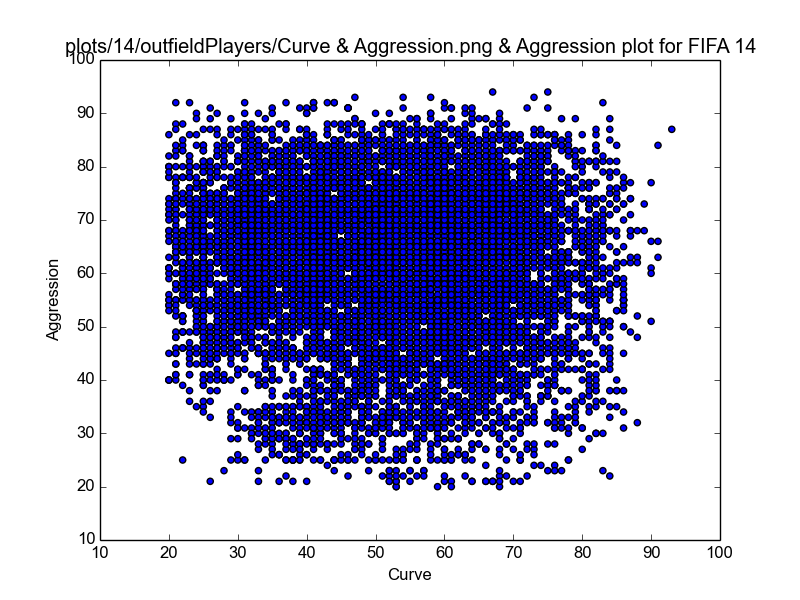 plots/14/outfieldPlayers/Curve & Aggression.png & Aggression plot for FIFA 14
100
90
80
70
60
50
40
30
20
10
Aggression
10 20 30 40 50 60 70 80 90 100
Curve